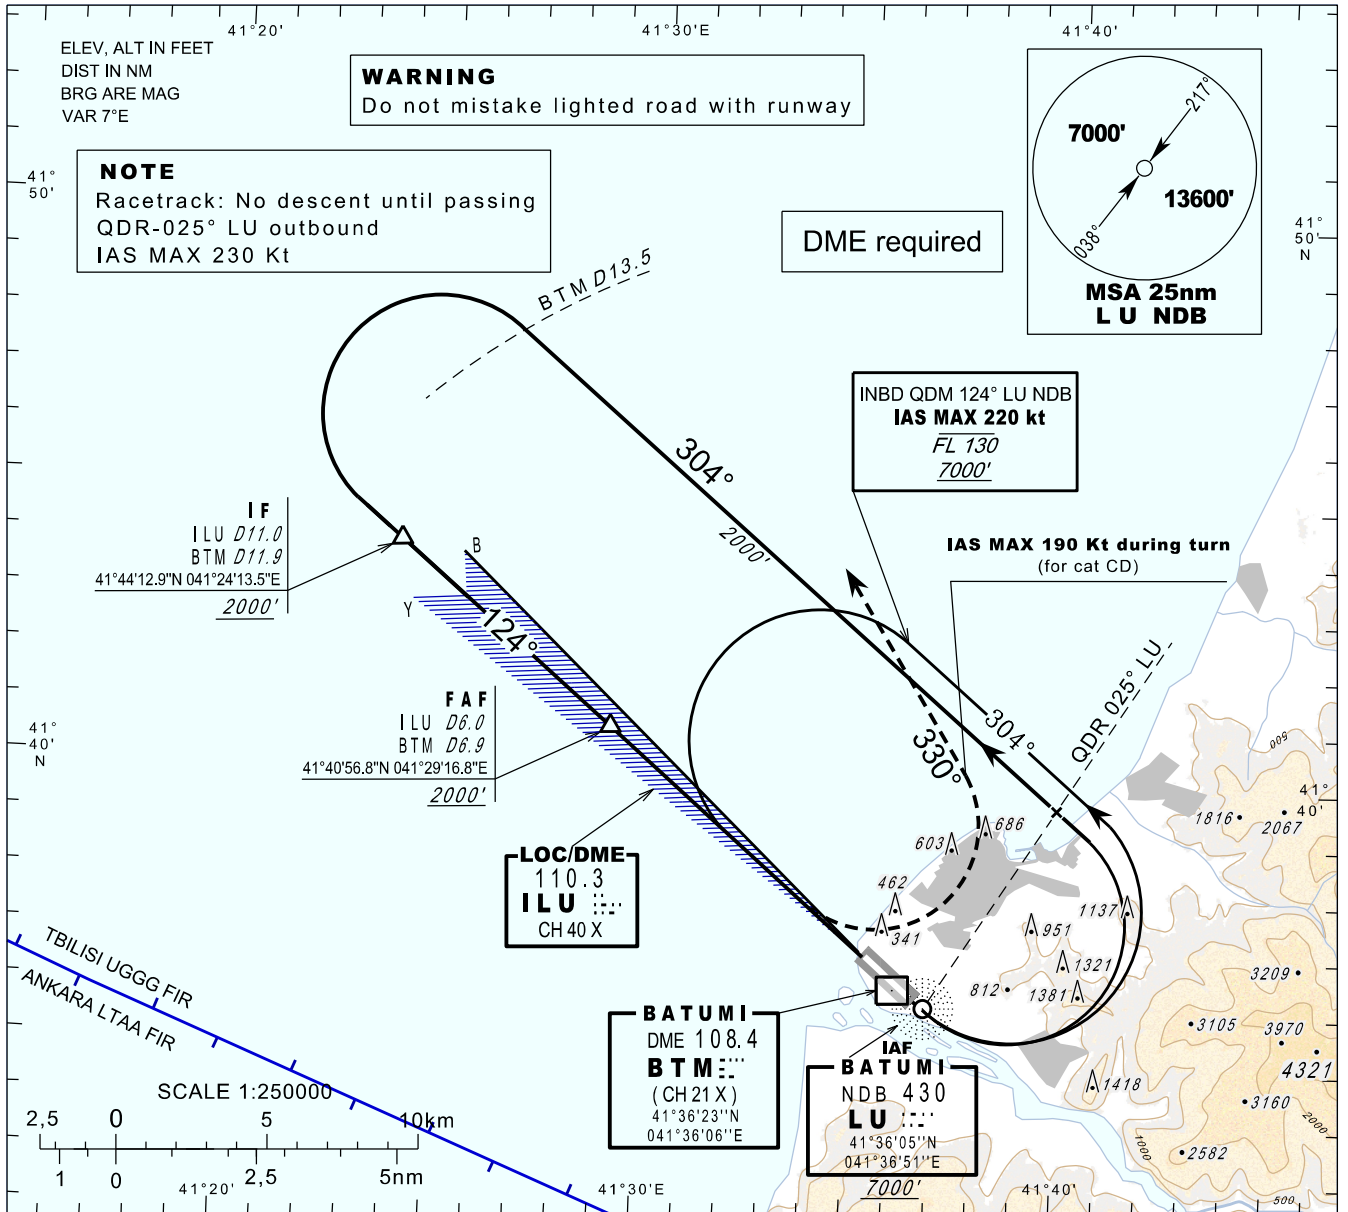 41°20'
41°30'E
41°40'
ELEV, ALT IN FEET
DIST IN NM
BRG ARE MAG
VAR 7°E
WARNING
Do not mistake lighted road with runway
217°
7000'
13600'
038°
MSA 25nm
L U NDB
NOTE
Racetrack: No descent until passing
QDR-025° LU outbound
IAS MAX 230 Kt
41°
50'
41°
50'
N
DME required
BTM D13.5
INBD QDM 124° LU NDB
IAS MAX 220 kt
FL 130
7000'
304°
2000'
IAS MAX 190 Kt during turn
(for cat CD)
I F
ILU D11.0
BTM D11.9
41°44'12.9"N 041°24'13.5"E
2000'
B
Y
124°
QDR 025° LU
F A F
ILU D6.0
BTM D6.9
41°40'56.8"N 041°29'16.8"E
2000'
304°
330°
41°
40'
N
600
41°
40'
1816
2067
686
603
462
341
1137
951
1321
1381
812
3209
3105
3970
4321
3160
1418
2582
2000
1000
500
LOC/DME
110.3
ILU
CH 40 X
TBILISI UGGG FIR
ANKARA LTAA FIR
BATUMI
DME 108.4
BTM
(CH 21 X)
41°36'23''N
041°36'06''E
IAF
BATUMI
NDB 430
LU
41°36'05''N
041°36'51''E
7000'
SCALE 1:250000
2,5 0 5 10km
1 0 2,5 5nm
41°20'
41°30'E
41°40'